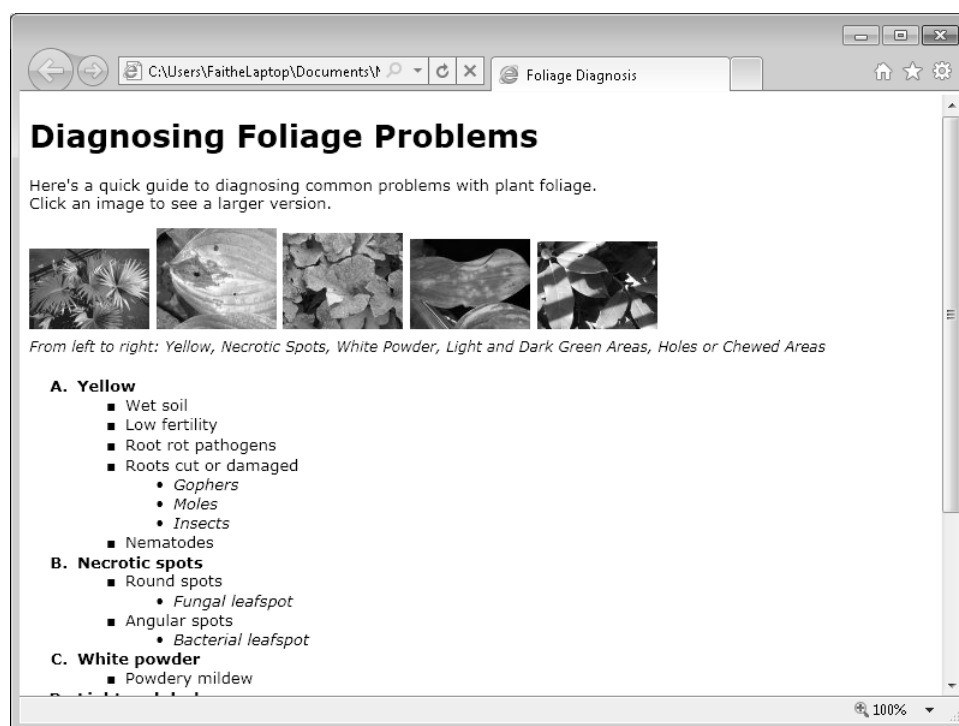 C:\Users\FaitheLaptop\Documents\
Foliage Diagnosis
Diagnosing Foliage Problems
Here's a quick guide to diagnosing common problems with plant foliage.
Click an image to see a larger version.
From left to right: Yellow, Necrotic Spots, White Powder, Light and Dark Green Areas, Holes or Chewed Areas
A. Yellow
■ Wet soil
■ Low fertility
■ Root rot pathogens
■ Roots cut or damaged
• Gophers
• Moles
• Insects
■ Nematodes
B. Necrotic spots
■ Round spots
• Fungal leafspot
■ Angular spots
• Bacterial leafspot
C. White powder
■ Powdery mildew
100%